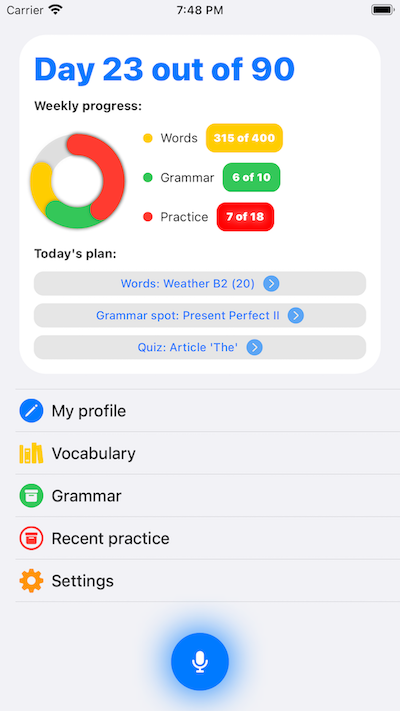 Carrier 7:48 PM
Day 23 out of 90
Weekly progress:
Words 315 of 400
Grammar 6 of 10
Practice 7 of 18
Today's plan:
Words: Weather B2 (20)
Grammar spot: Present Perfect II
Quiz: Article 'The'
My profile
Vocabulary
Grammar
Recent practice
Settings